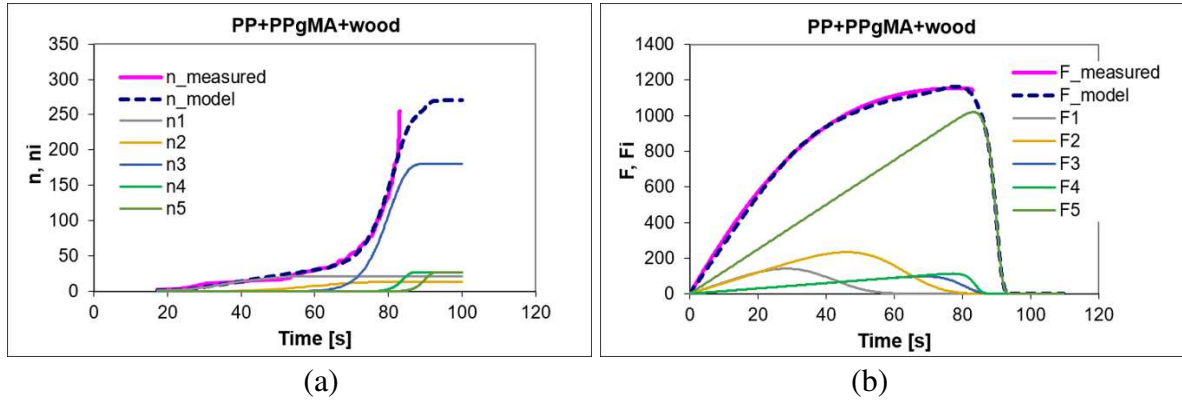 PP+PPgMA+wood
350
300
250
200
150
100
50
0
n, ni
n_measured
n_model
n1
n2
n3
n4
n5
0 20 40 60 80 100 120
Time [s]
(a)
PP+PPgMA+wood
1400
1200
1000
800
600
400
200
0
F, Fi
F_measured
F_model
F1
F2
F3
F4
F5
0 20 40 60 80 100 120
Time [s]
(b)